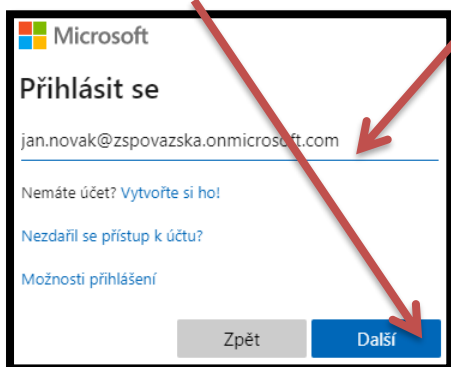 Microsoft
Přihlásit se
jan.novak@zspovazska.onmicrosoft.com
Nemáte účet? Vytvořte si ho!
Nezdařil se přístup k účtu?
Možnosti přihlášení
Zpět
Další